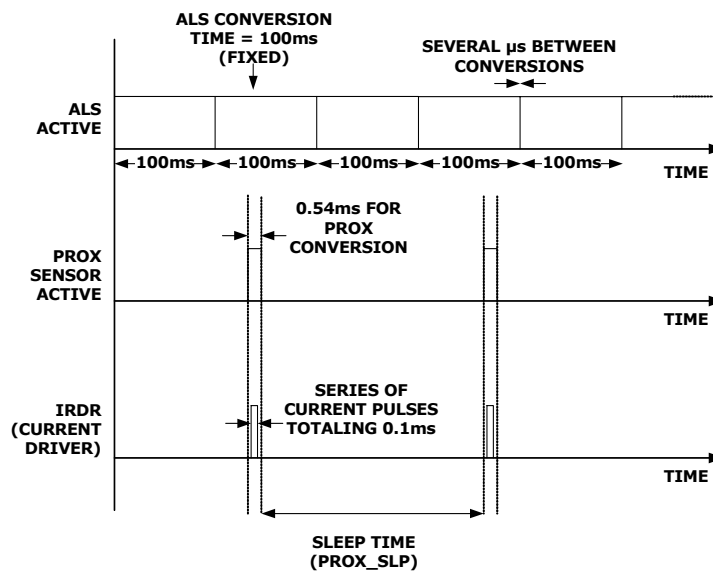 ALS CONVERSION
TIME = 100ms
(FIXED)
SEVERAL µs BETWEEN
CONVERSIONS
ALS
ACTIVE
100ms 100ms 100ms 100ms 100ms
TIME
0.54ms FOR
PROX
CONVERSION
PROX
SENSOR
ACTIVE
TIME
SERIES OF
CURRENT PULSES
TOTALING 0.1ms
IRDR
(CURRENT
DRIVER)
TIME
SLEEP TIME
(PROX_SLP)